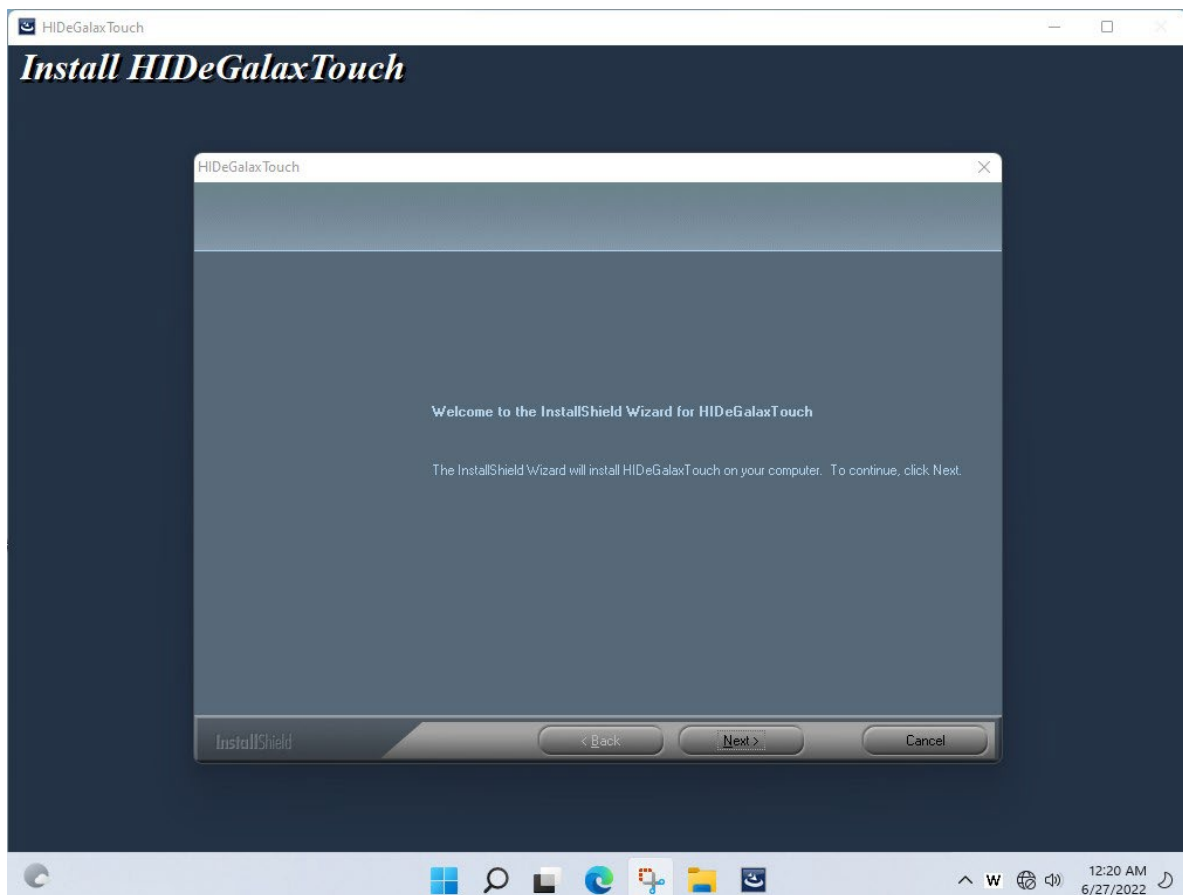 HIDeGalaxTouch
Install HIDeGalaxTouch
HIDeGalaxTouch
Welcome to the InstallShield Wizard for HIDeGalaxTouch
The InstallShield Wizard will install HIDeGalaxTouch on your computer. To continue, click Next.
InstallShield
< Back
Next >
Cancel
W
12:20 AM
6/27/2022